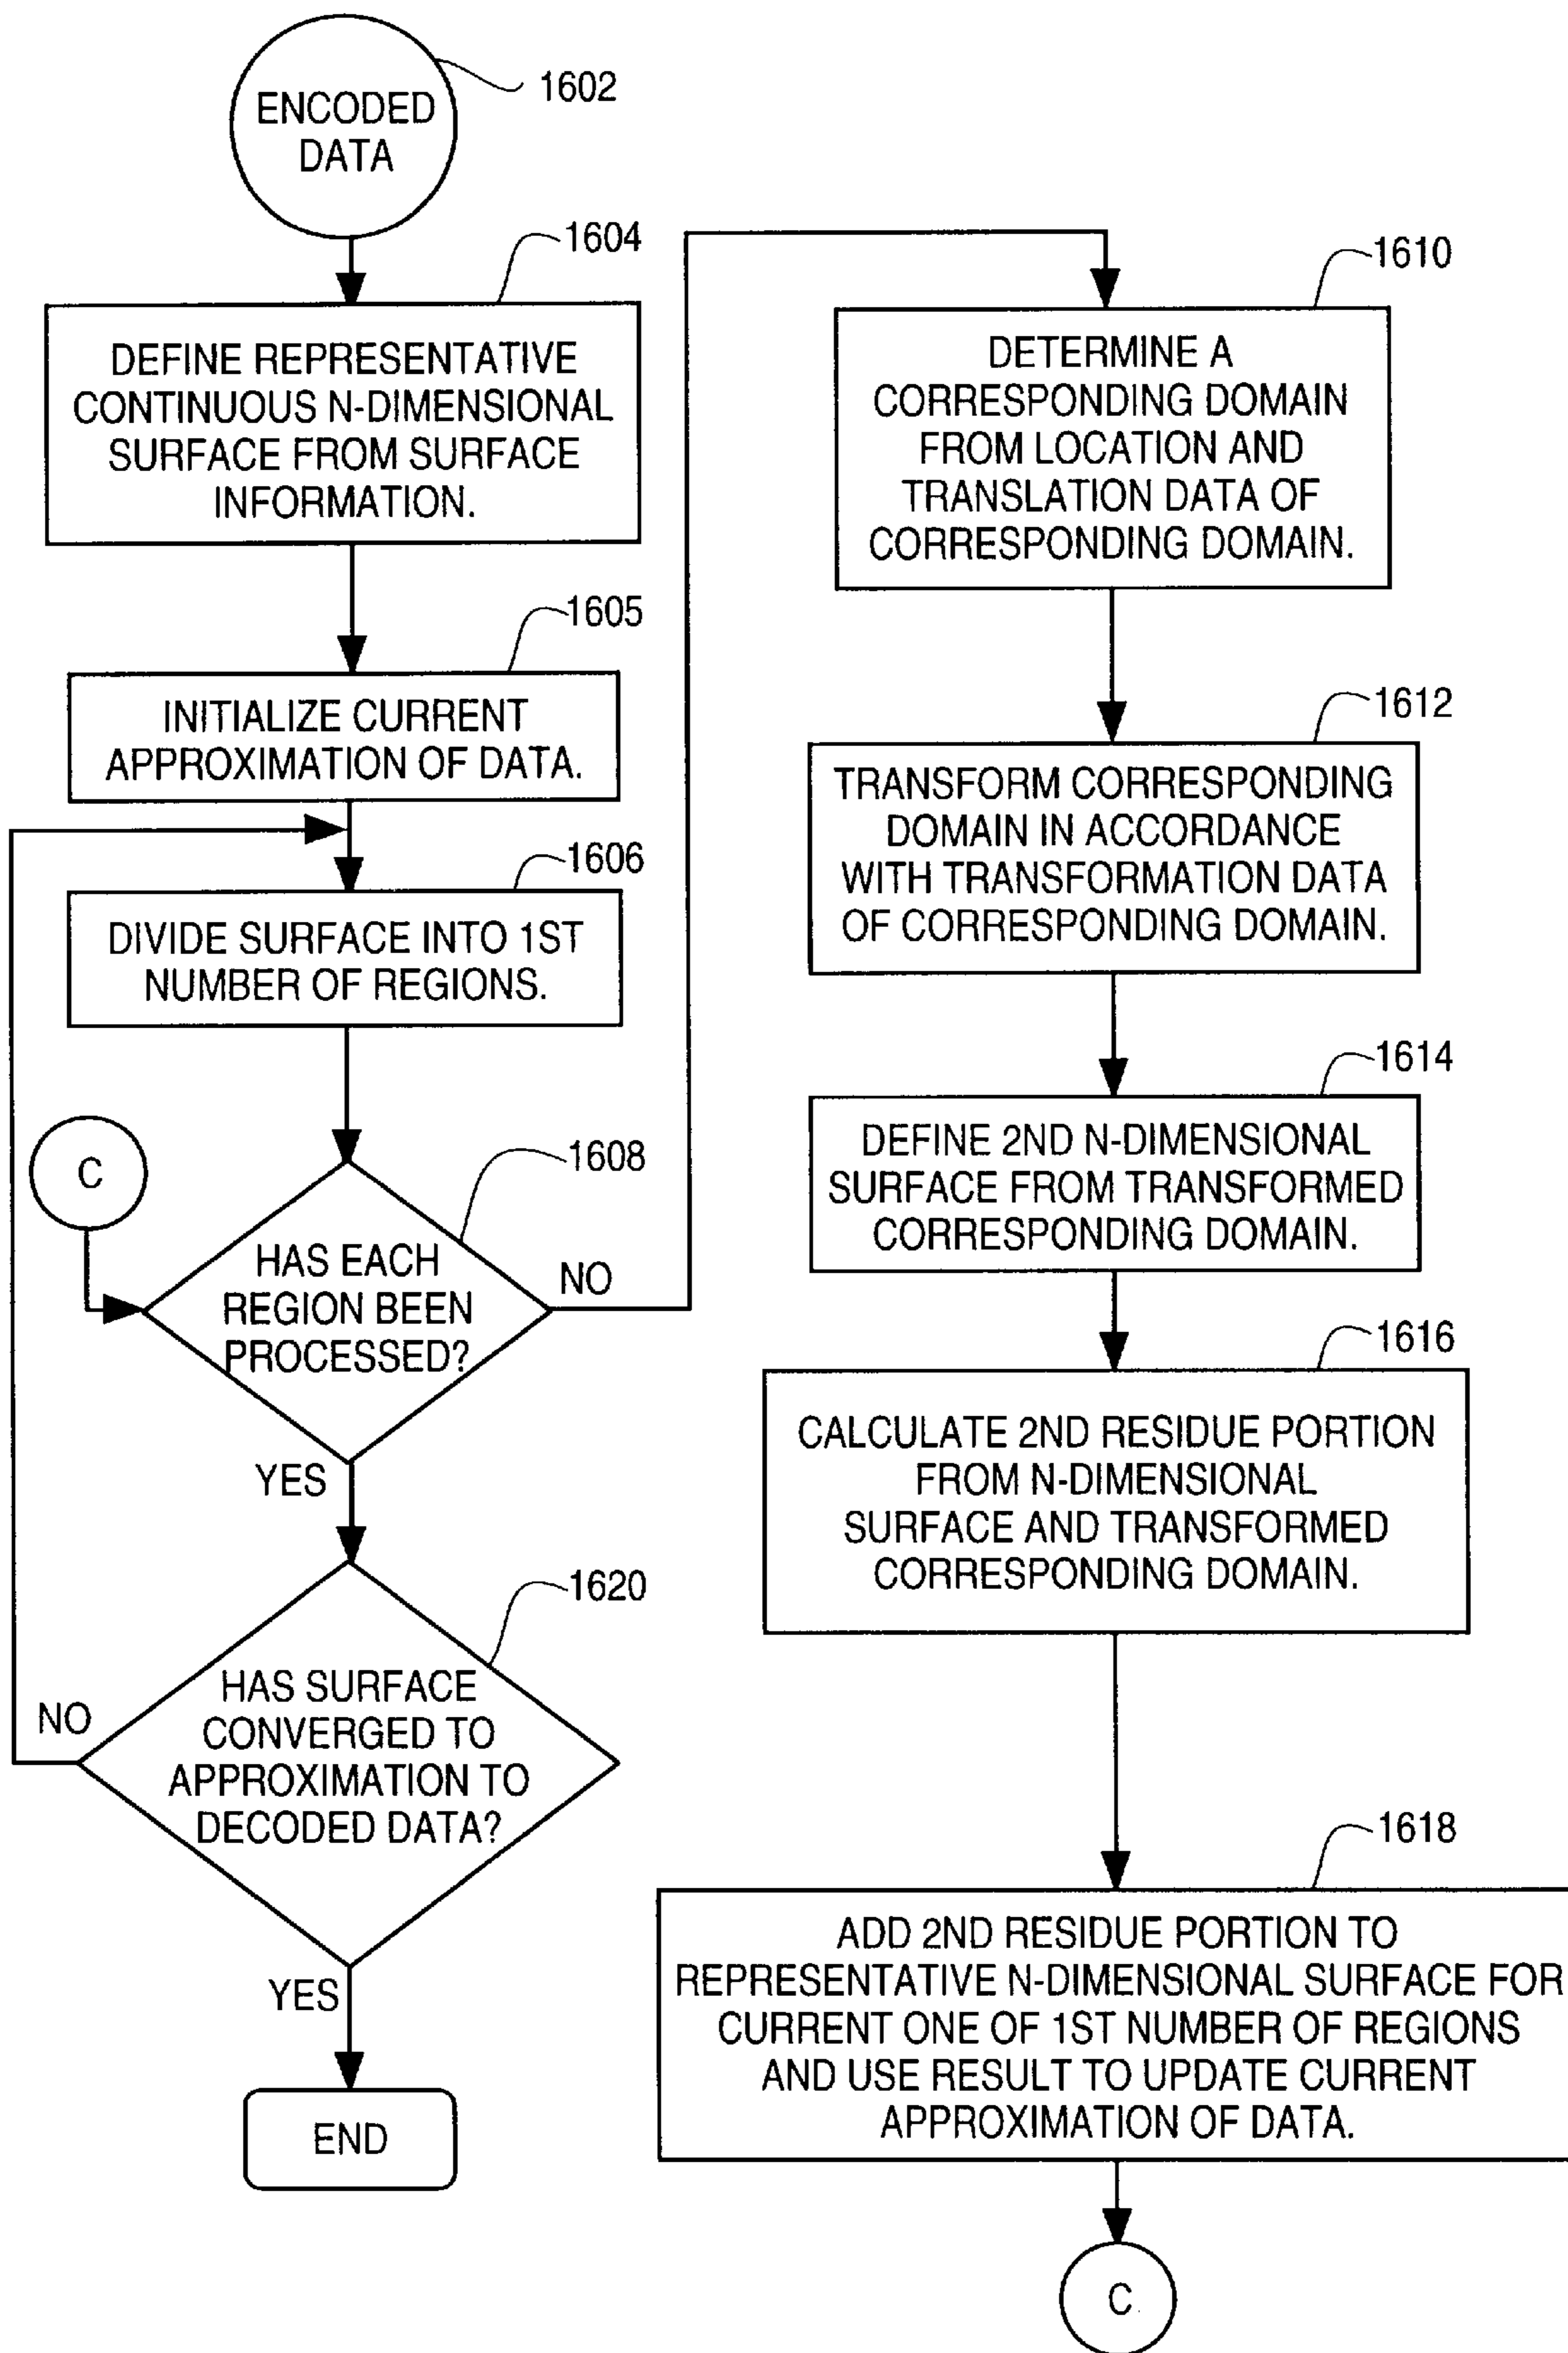 ENCODED
DATA
1602
1604
DEFINE REPRESENTATIVE
CONTINUOUS N-DIMENSIONAL
SURFACE FROM SURFACE
INFORMATION.
1605
INITIALIZE CURRENT
APPROXIMATION OF DATA.
1606
DIVIDE SURFACE INTO 1ST
NUMBER OF REGIONS.
C
1608
HAS EACH
REGION BEEN
PROCESSED?
NO
YES
1620
HAS SURFACE
CONVERGED TO
APPROXIMATION TO
DECODED DATA?
NO
YES
END
1610
DETERMINE A
CORRESPONDING DOMAIN
FROM LOCATION AND
TRANSLATION DATA OF
CORRESPONDING DOMAIN.
1612
TRANSFORM CORRESPONDING
DOMAIN IN ACCORDANCE
WITH TRANSFORMATION DATA
OF CORRESPONDING DOMAIN.
1614
DEFINE 2ND N-DIMENSIONAL
SURFACE FROM TRANSFORMED
CORRESPONDING DOMAIN.
1616
CALCULATE 2ND RESIDUE PORTION
FROM N-DIMENSIONAL
SURFACE AND TRANSFORMED
CORRESPONDING DOMAIN.
1618
ADD 2ND RESIDUE PORTION TO
REPRESENTATIVE N-DIMENSIONAL SURFACE FOR
CURRENT ONE OF 1ST NUMBER OF REGIONS
AND USE RESULT TO UPDATE CURRENT
APPROXIMATION OF DATA.
C